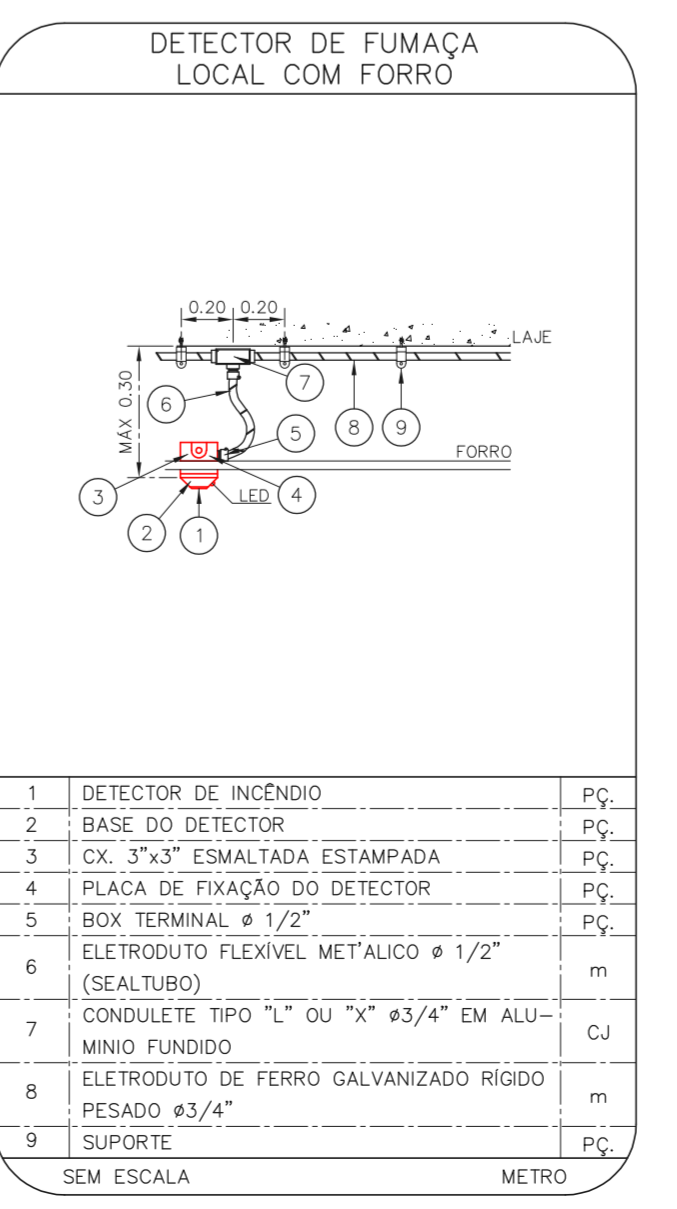 DETECTOR DE FUMAÇA
LOCAL COM FORRO
0.20 0.20
LAJE
MÁX 0.30
7
6
5
8
9
FORRO
3
LED
4
2
1
1 DETECTOR DE INCÊNDIO PÇ.
2 BASE DO DETECTOR PÇ.
3 CX. 3"x3" ESMALTADA ESTAMPADA PÇ.
4 PLACA DE FIXAÇÃO DO DETECTOR PÇ.
5 BOX TERMINAL ø 1/2" PÇ.
6 ELETRODUTO FLEXÍVEL MET'ALICO ø 1/2"
(SEALTUBO) m
7 CONDULETE TIPO "L" OU "X" ø3/4" EM ALU-
MINIO FUNDIDO CJ
8 ELETRODUTO DE FERRO GALVANIZADO RÍGIDO
PESADO ø3/4" m
9 SUPORTE PÇ.
SEM ESCALA METRO